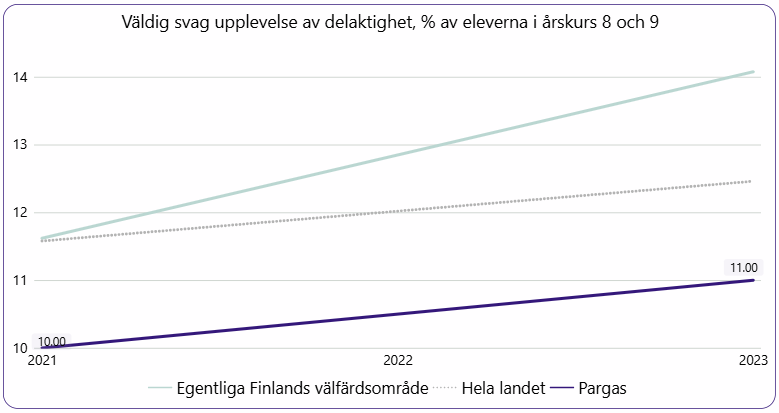 Väldig svag upplevelse av delaktighet, % av eleverna i årskurs 8 och 9
14
13
12
11.00
11
10.00
10
2021 2022 2023
Egentliga Finlands välfärdsområde Hela landet Pargas